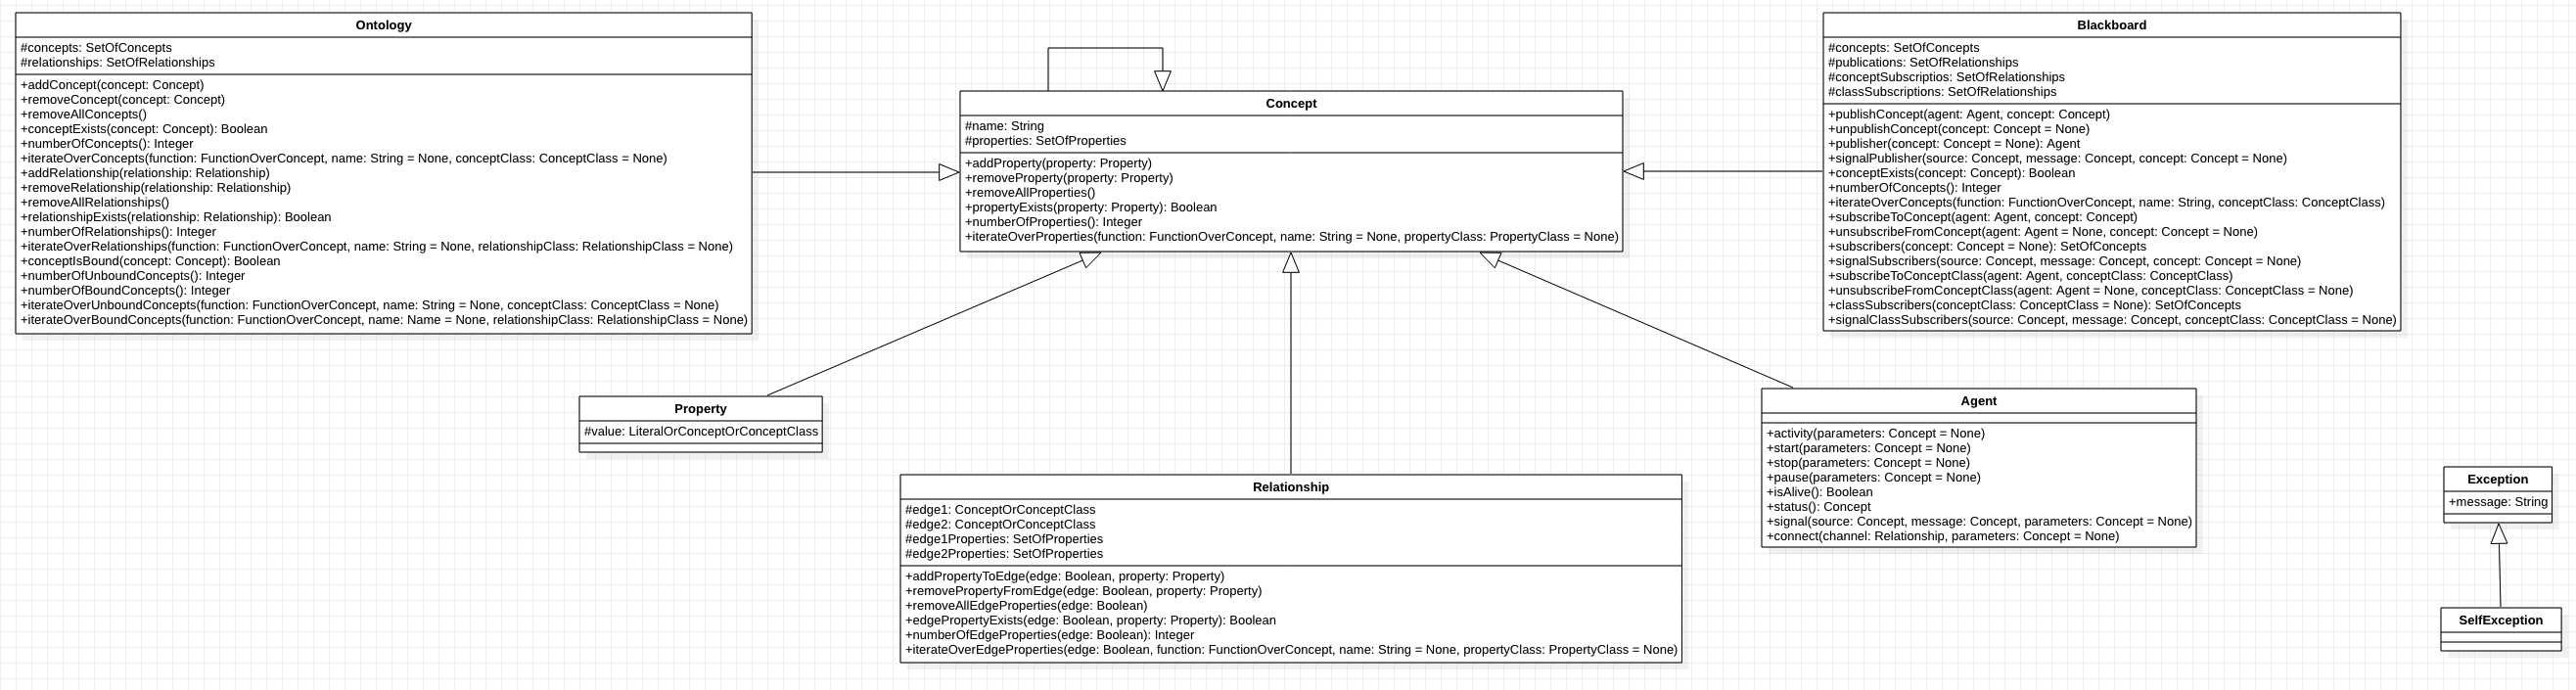 Ontology
#concepts: SetOfConcepts
#relationships: SetOfRelationships
+addConcept(concept: Concept)
+removeConcept(concept: Concept)
+removeAllConcepts()
+conceptExists(concept: Concept): Boolean
+numberOfConcepts(): Integer
+iterateOverConcepts(function: FunctionOverConcept, name: String = None, conceptClass: ConceptClass = None)
+addRelationship(relationship: Relationship)
+removeRelationship(relationship: Relationship)
+removeAllRelationships()
+relationshipExists(relationship: Relationship): Boolean
+numberOfRelationships(): Integer
+iterateOverRelationships(function: FunctionOverConcept, name: String = None, relationshipClass: RelationshipClass = None)
+conceptIsBound(concept: Concept): Boolean
+numberOfUnboundConcepts(): Integer
+numberOfBoundConcepts(): Integer
+iterateOverUnboundConcepts(function: FunctionOverConcept, name: String = None, conceptClass: ConceptClass = None)
+iterateOverBoundConcepts(function: FunctionOverConcept, name: Name = None, relationshipClass: RelationshipClass = None)
Concept
#name: String
#properties: SetOfProperties
+addProperty(property: Property)
+removeProperty(property: Property)
+removeAllProperties()
+propertyExists(property: Property): Boolean
+numberOfProperties(): Integer
+iterateOverProperties(function: FunctionOverConcept, name: String = None, propertyClass: PropertyClass = None)
Blackboard
#concepts: SetOfConcepts
#publications: SetOfRelationships
#conceptSubscriptios: SetOfRelationships
#classSubscriptions: SetOfRelationships
+publishConcept(agent: Agent, concept: Concept)
+unpublishConcept(concept: Concept = None)
+publisher(concept: Concept = None): Agent
+signalPublisher(source: Concept, message: Concept, concept: Concept = None)
+conceptExists(concept: Concept): Boolean
+numberOfConcepts(): Integer
+iterateOverConcepts(function: FunctionOverConcept, name: String, conceptClass: ConceptClass)
+subscribeToConcept(agent: Agent, concept: Concept)
+unsubscribeFromConcept(agent: Agent = None, concept: Concept = None)
+subscribers(concept: Concept = None): SetOfConcepts
+signalSubscribers(source: Concept, message: Concept, concept: Concept = None)
+subscribeToConceptClass(agent: Agent, conceptClass: ConceptClass)
+unsubscribeFromConceptClass(agent: Agent = None, conceptClass: ConceptClass = None)
+classSubscribers(conceptClass: ConceptClass = None): SetOfConcepts
+signalClassSubscribers(source: Concept, message: Concept, conceptClass: ConceptClass = None)
Property
#value: LiteralOrConceptOrConceptClass
Relationship
#edge1: ConceptOrConceptClass
#edge2: ConceptOrConceptClass
#edge1Properties: SetOfProperties
#edge2Properties: SetOfProperties
+addPropertyToEdge(edge: Boolean, property: Property)
+removePropertyFromEdge(edge: Boolean, property: Property)
+removeAllEdgeProperties(edge: Boolean)
+edgePropertyExists(edge: Boolean, property: Property): Boolean
+numberOfEdgeProperties(edge: Boolean): Integer
+iterateOverEdgeProperties(edge: Boolean, function: FunctionOverConcept, name: String = None, propertyClass: PropertyClass = None)
Agent
+activity(parameters: Concept = None)
+start(parameters: Concept = None)
+stop(parameters: Concept = None)
+pause(parameters: Concept = None)
+isAlive(): Boolean
+status(): Concept
+signal(source: Concept, message: Concept, parameters: Concept = None)
+connect(channel: Relationship, parameters: Concept = None)
Exception
+message: String
SelfException